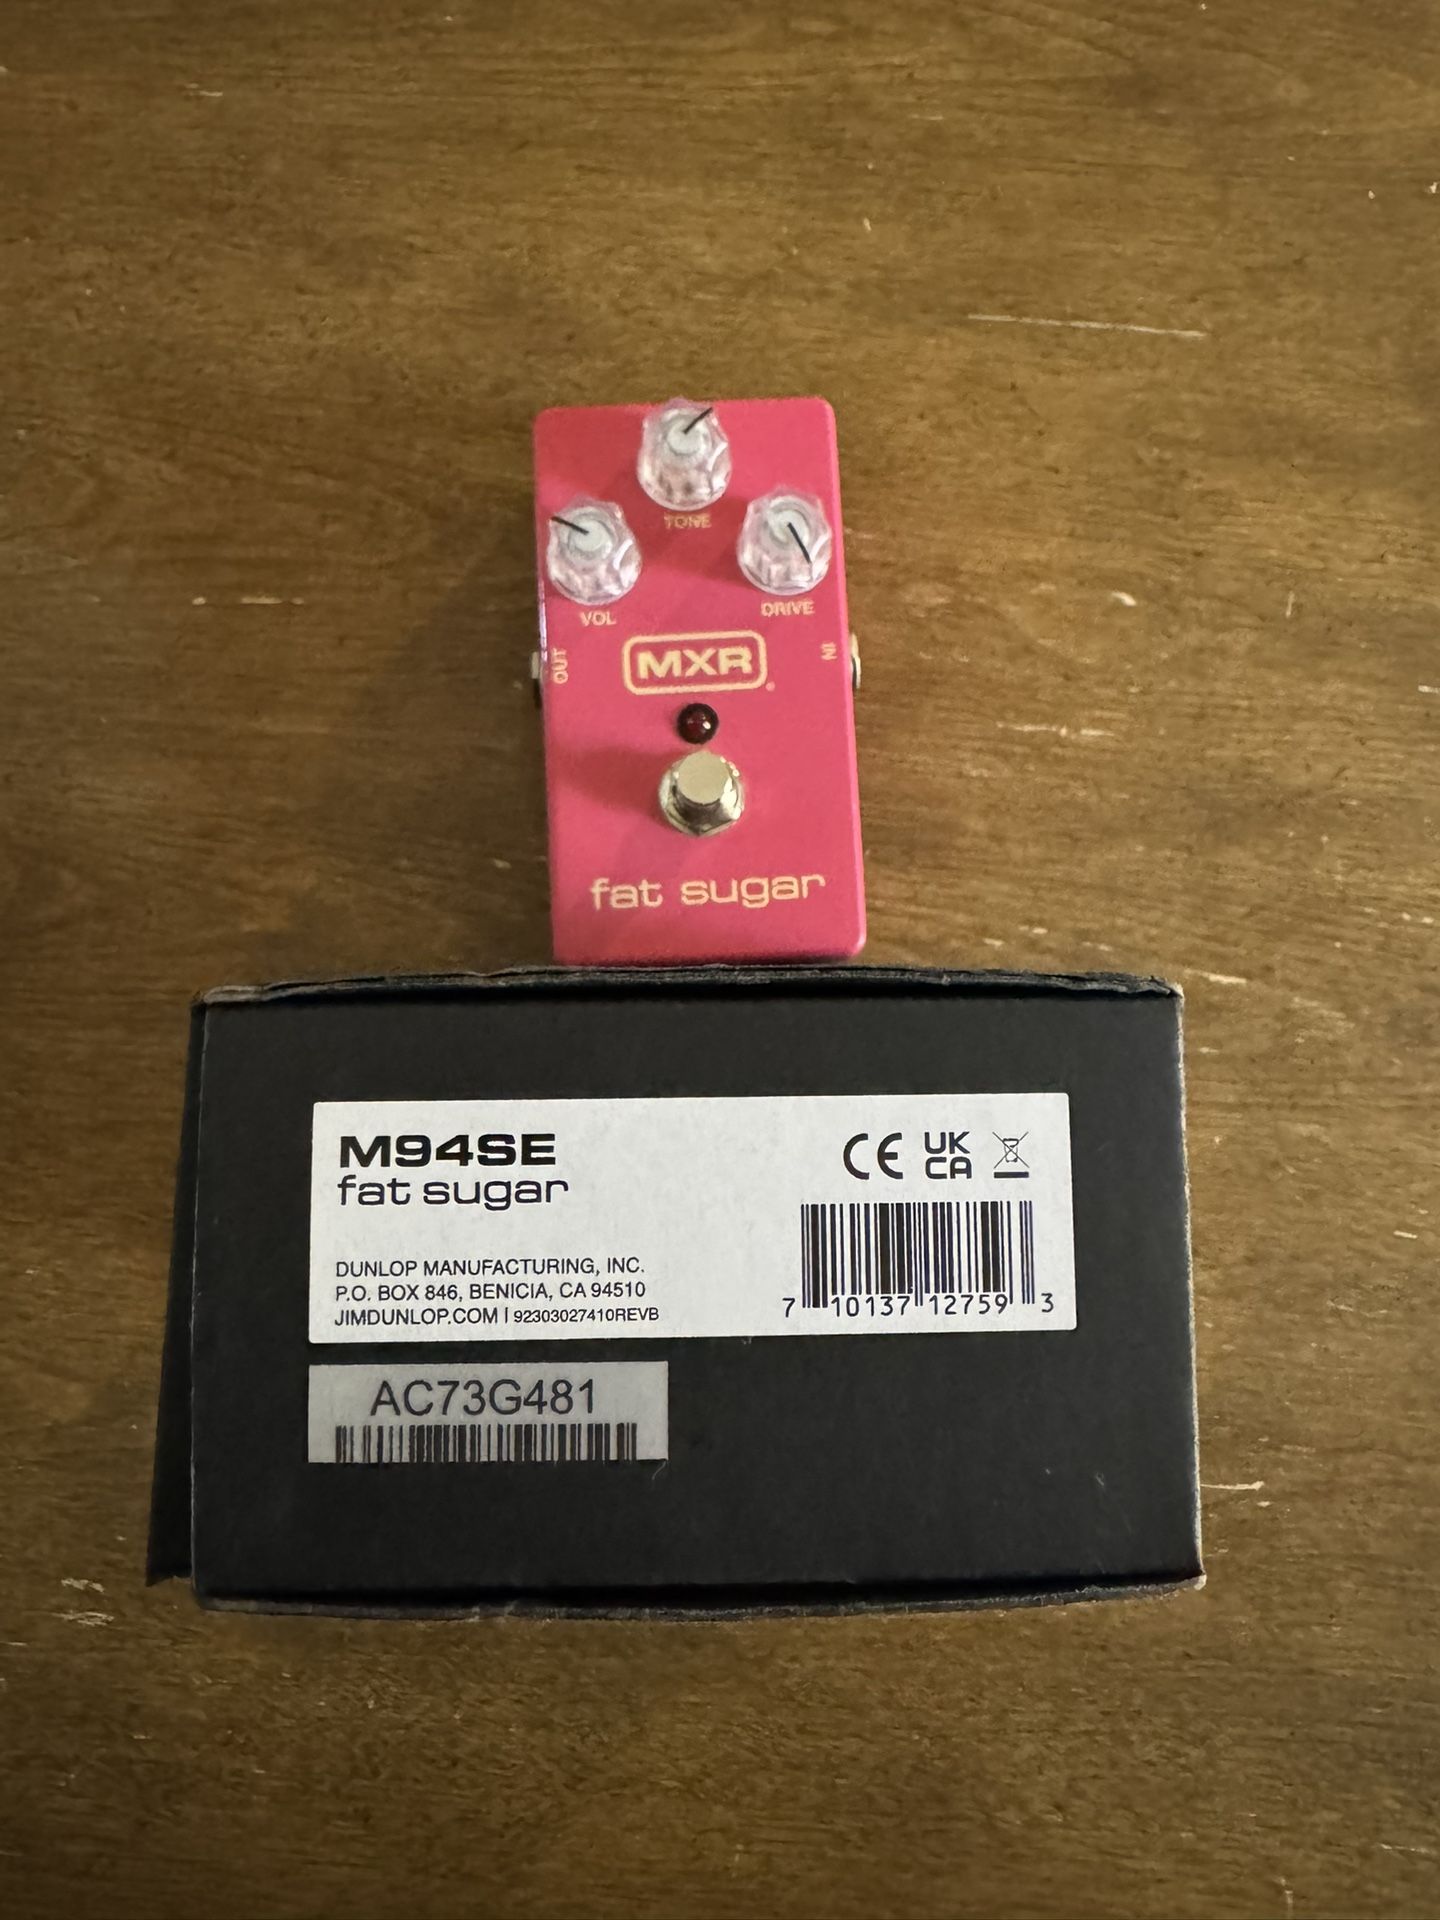 TONE
VOL
DRIVE
OUT
IN
MXR
fat sugar
M94SE
fat sugar
CE
UK
CA
DUNLOP MANUFACTURING, INC.
P.O. BOX 846, BENICIA, CA 94510
JIMDUNLOP.COM | 92303027410REVB
7 10137 12759 3
AC73G481